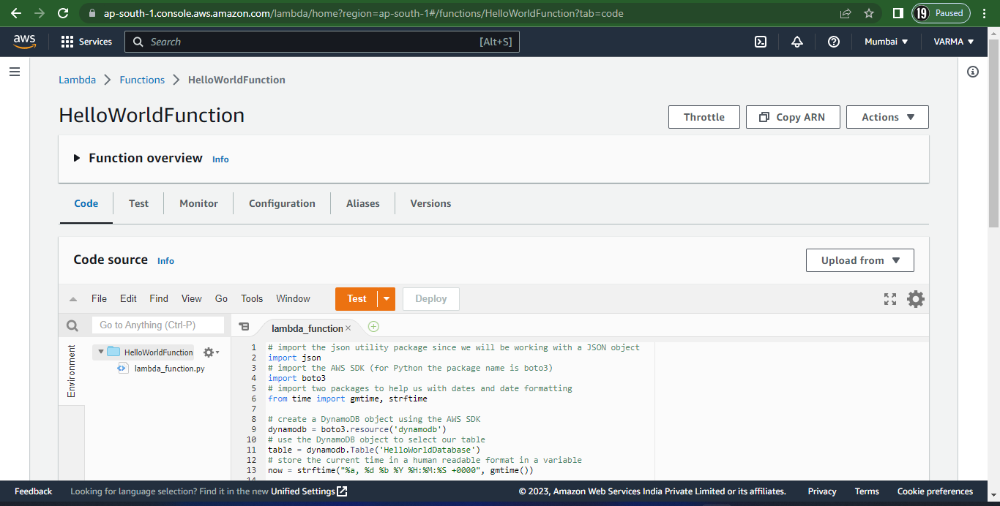 ap-south-1.console.aws.amazon.com/lambda/home?region=ap-south-1#/functions/HelloWorldFunction?tab=code
19 Paused
aws Services Search [Alt+S] Mumbai ▼ VARMA ▼
Lambda > Functions > HelloWorldFunction
HelloWorldFunction
Throttle Copy ARN Actions ▼
▶ Function overview Info
Code Test Monitor Configuration Aliases Versions
Code source Info
Upload from ▼
File Edit Find View Go Tools Window Test Deploy
Go to Anything (Ctrl-P)
lambda_function ×
Environment
HelloWorldFunction
lambda_function.py
1 # import the json utility package since we will be working with a JSON object
2 import json
3 # import the AWS SDK (for Python the package name is boto3)
4 import boto3
5 # import two packages to help us with dates and date formatting
6 from time import gmtime, strftime
7
8 # create a DynamoDB object using the AWS SDK
9 dynamodb = boto3.resource('dynamodb')
10 # use the DynamoDB object to select our table
11 table = dynamodb.Table('HelloWorldDatabase')
12 # store the current time in a human readable format in a variable
13 now = strftime("%a, %d %b %Y %H:%M:%S +0000", gmtime())
Feedback Looking for language selection? Find it in the new Unified Settings © 2023, Amazon Web Services India Private Limited or its affiliates. Privacy Terms Cookie preferences